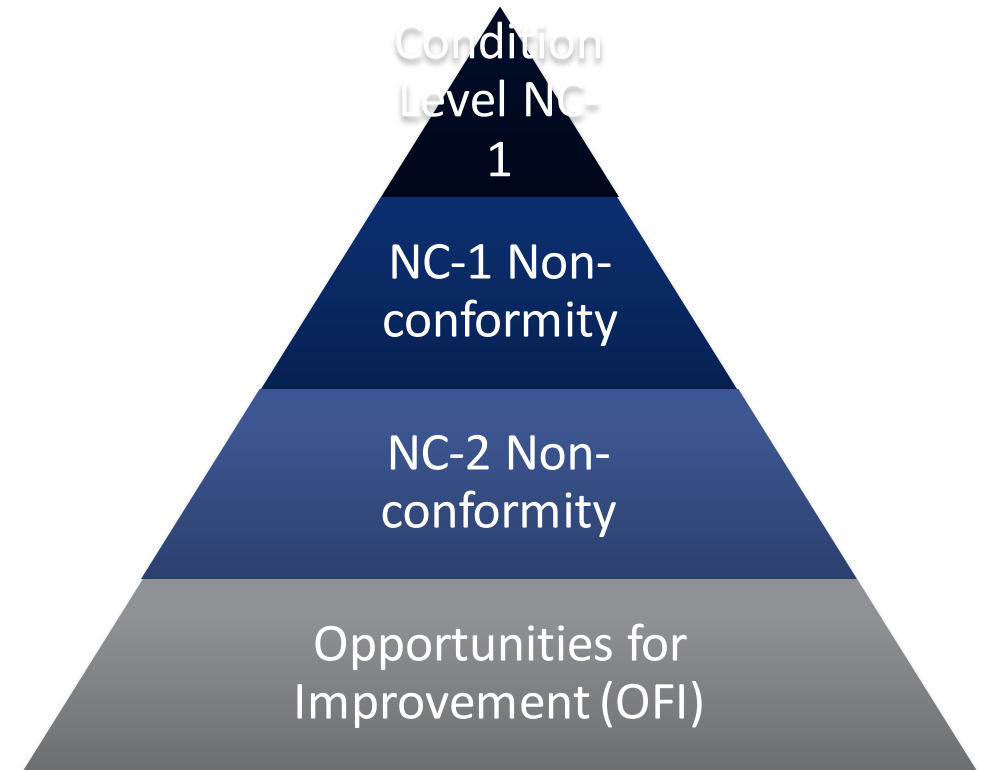 Condition
Level NC-
1
NC-1 Non-
conformity
NC-2 Non-
conformity
Opportunities for
Improvement (OFI)